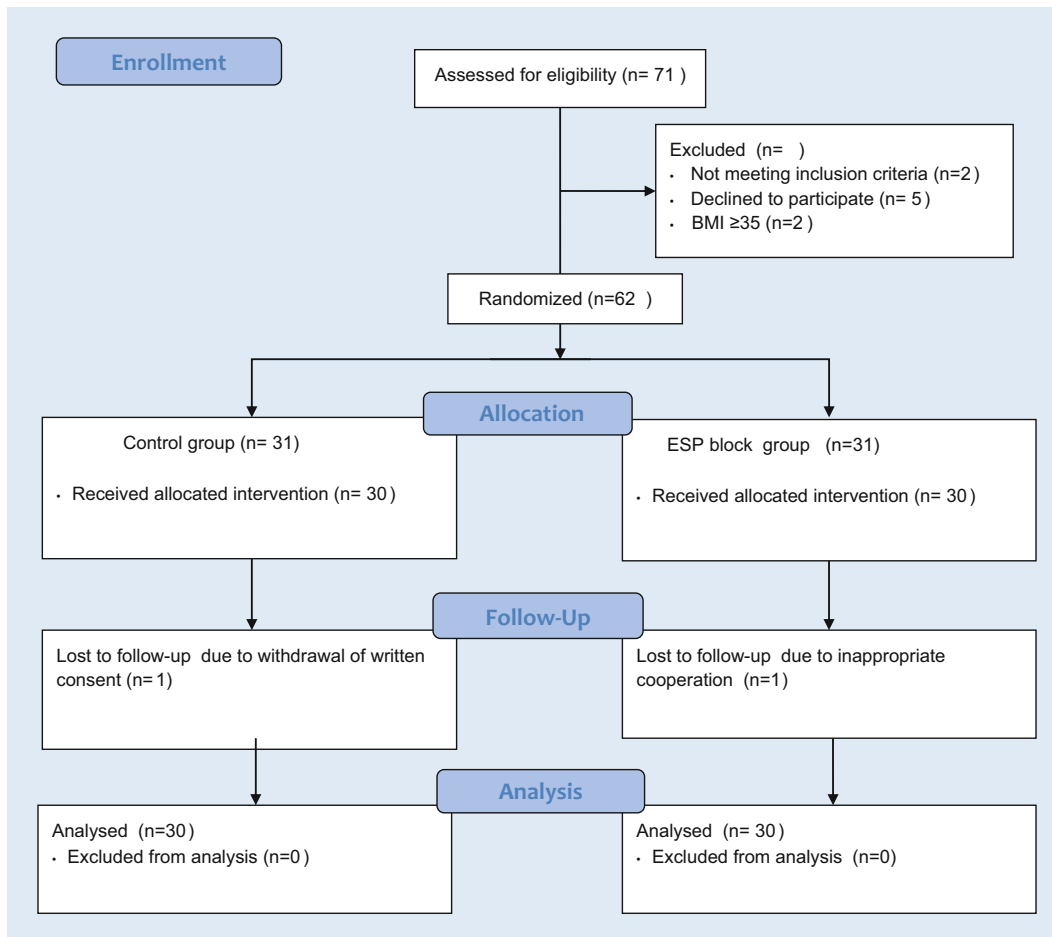 Enrollment
Assessed for eligibility (n= 71 )
Excluded (n= )
· Not meeting inclusion criteria (n=2)
· Declined to participate (n= 5)
· BMI ≥35 (n=2 )
Randomized (n=62 )
Allocation
Control group (n= 31)
· Received allocated intervention (n= 30)
ESP block group (n=31)
· Received allocated intervention (n= 30)
Follow-Up
Lost to follow-up due to withdrawal of written
consent (n=1)
Lost to follow-up due to inappropriate
cooperation (n=1)
Analysis
Analysed (n=30)
· Excluded from analysis (n=0)
Analysed (n= 30)
· Excluded from analysis (n=0)